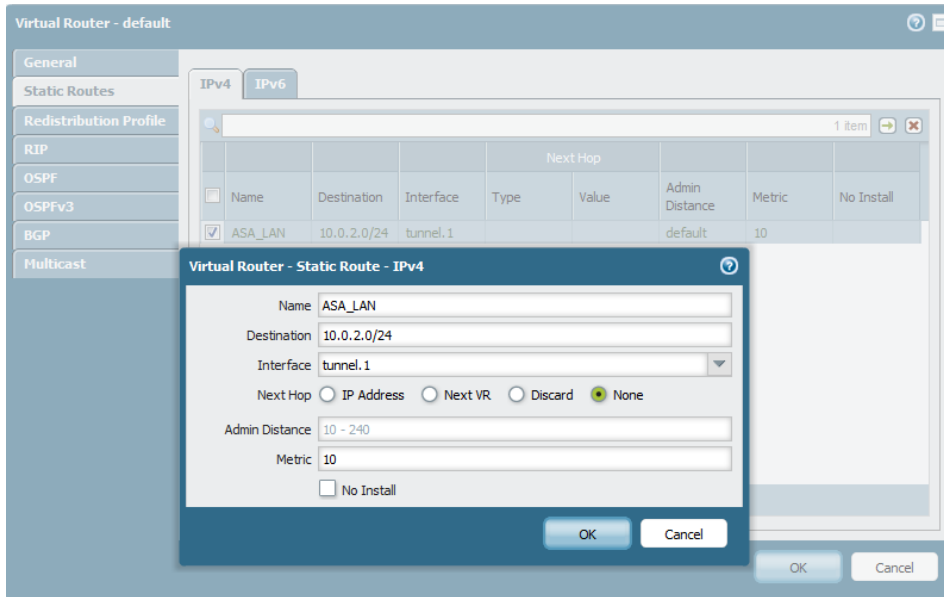 Virtual Router - default
General
Static Routes
Redistribution Profile
RIP
OSPF
OSPFv3
BGP
Multicast
IPv4 IPv6
1 item
Next Hop
Name Destination Interface Type Value Admin Distance Metric No Install
ASA_LAN 10.0.2.0/24 tunnel.1 default 10
Virtual Router - Static Route - IPv4
Name ASA_LAN
Destination 10.0.2.0/24
Interface tunnel.1
Next Hop IP Address Next VR Discard None
Admin Distance 10 - 240
Metric 10
No Install
OK Cancel
OK Cancel